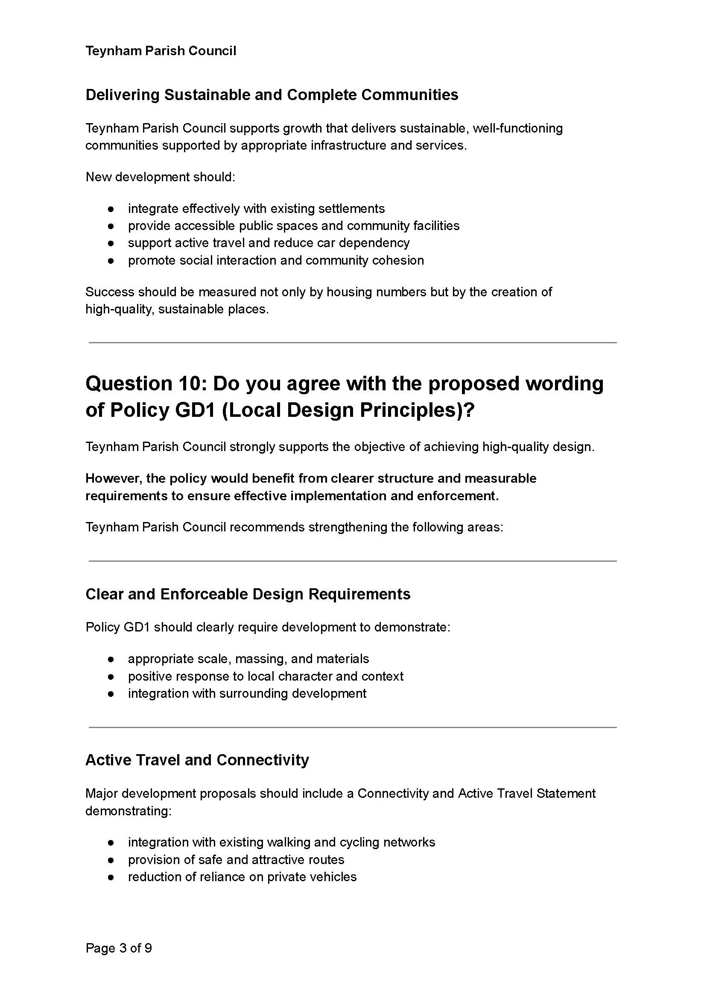 Teynham Parish Council
Delivering Sustainable and Complete Communities
Teynham Parish Council supports growth that delivers sustainable, well-functioning
communities supported by appropriate infrastructure and services.
New development should:
● integrate effectively with existing settlements
● provide accessible public spaces and community facilities
● support active travel and reduce car dependency
● promote social interaction and community cohesion
Success should be measured not only by housing numbers but by the creation of
high-quality, sustainable places.
Question 10: Do you agree with the proposed wording
of Policy GD1 (Local Design Principles)?
Teynham Parish Council strongly supports the objective of achieving high-quality design.
However, the policy would benefit from clearer structure and measurable
requirements to ensure effective implementation and enforcement.
Teynham Parish Council recommends strengthening the following areas:
Clear and Enforceable Design Requirements
Policy GD1 should clearly require development to demonstrate:
● appropriate scale, massing, and materials
● positive response to local character and context
● integration with surrounding development
Active Travel and Connectivity
Major development proposals should include a Connectivity and Active Travel Statement
demonstrating:
● integration with existing walking and cycling networks
● provision of safe and attractive routes
● reduction of reliance on private vehicles
Page 3 of 9